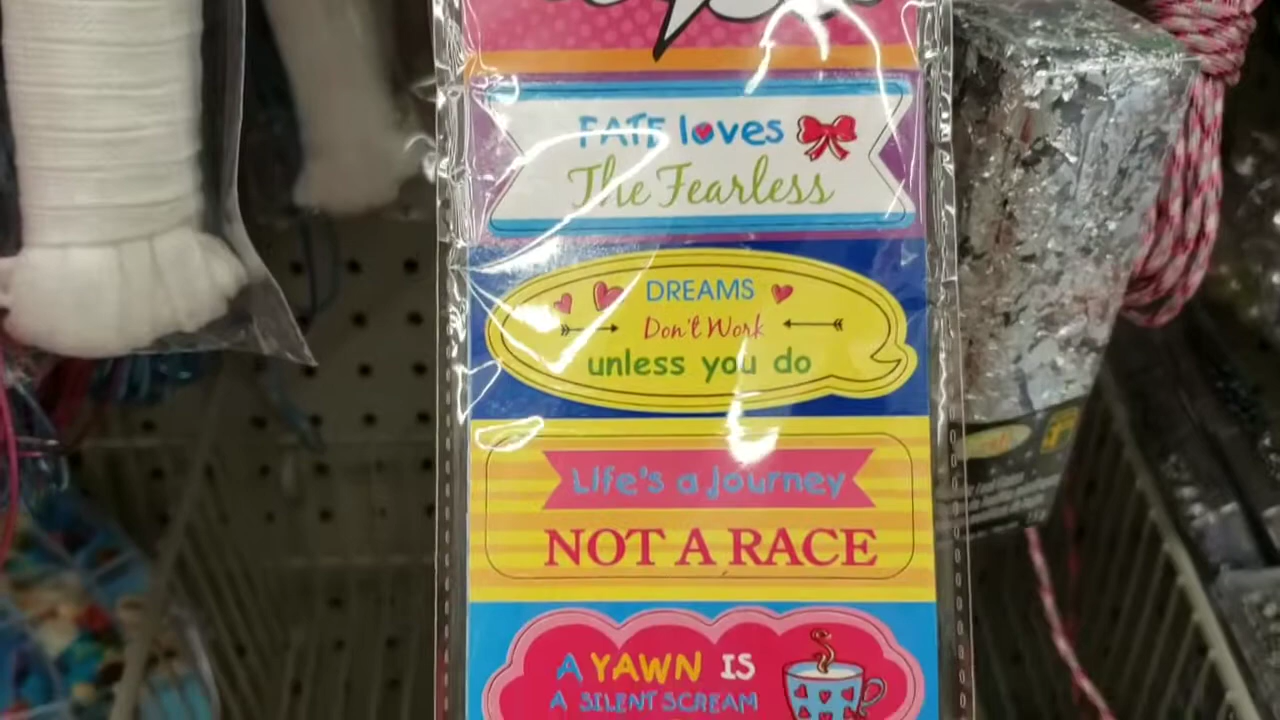 FATE loves
The Fearless
DREAMS
Don't Work
unless you do
Life's a journey
NOT A RACE
A YAWN IS
A SILENT SCREAM